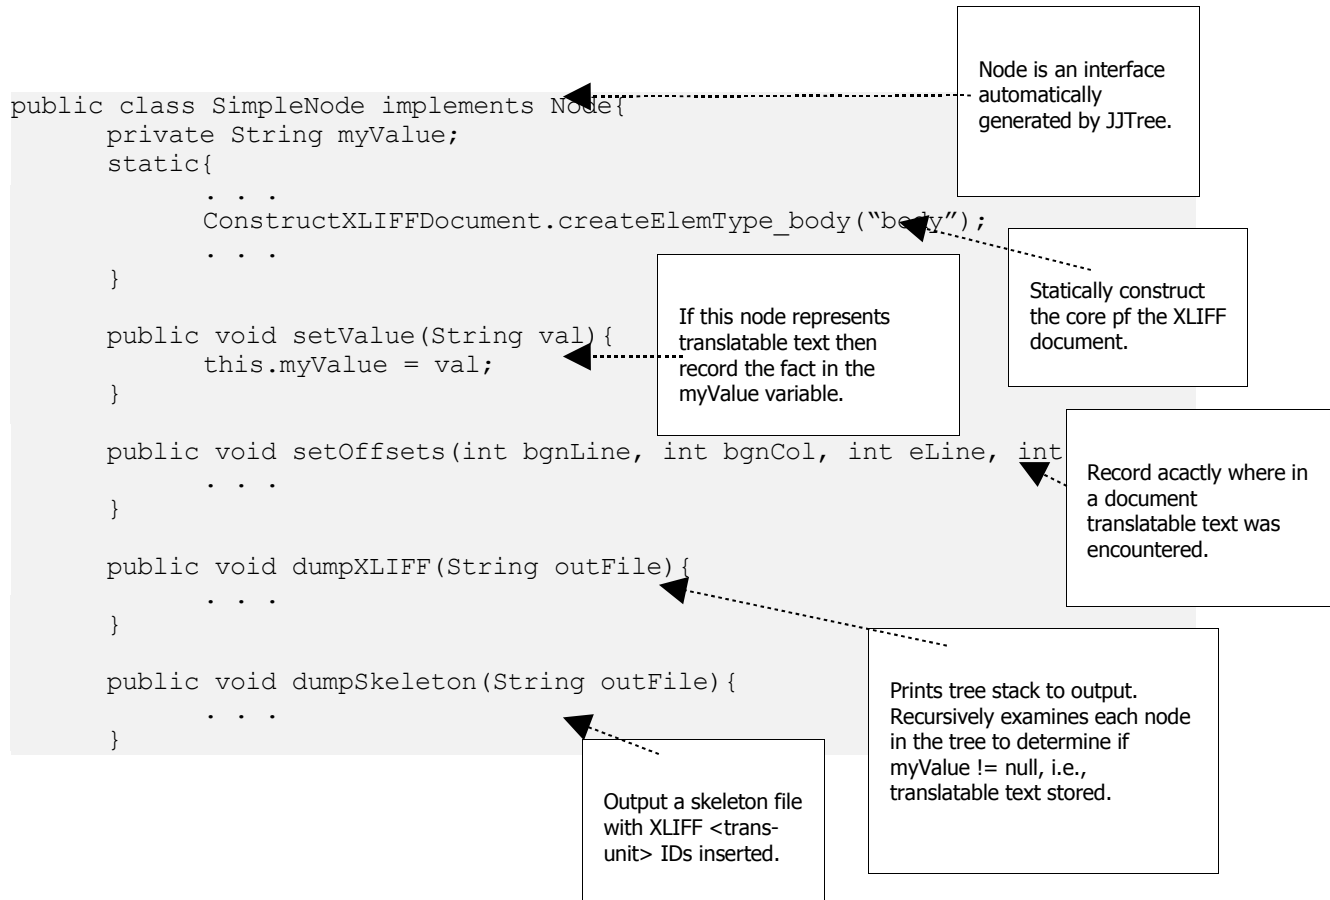 Node is an interface
automatically
generated by JJTree.
public class SimpleNode implements Node{
private String myValue;
static{
. . .
ConstructXLIFFDocument.createElemType_body(“body”);
. . .
}
Statically construct
the core pf the XLIFF
document.
If this node represents
translatable text then
record the fact in the
myValue variable.
public void setValue(String val){
this.myValue = val;
}
public void setOffsets(int bgnLine, int bgnCol, int eLine, int
. . .
}
Record acactly where in
a document
translatable text was
encountered.
public void dumpXLIFF(String outFile){
. . .
}
public void dumpSkeleton(String outFile){
. . .
}
Prints tree stack to output.
Recursively examines each node
in the tree to determine if
myValue != null, i.e.,
translatable text stored.
Output a skeleton file
with XLIFF <trans-
unit> IDs inserted.